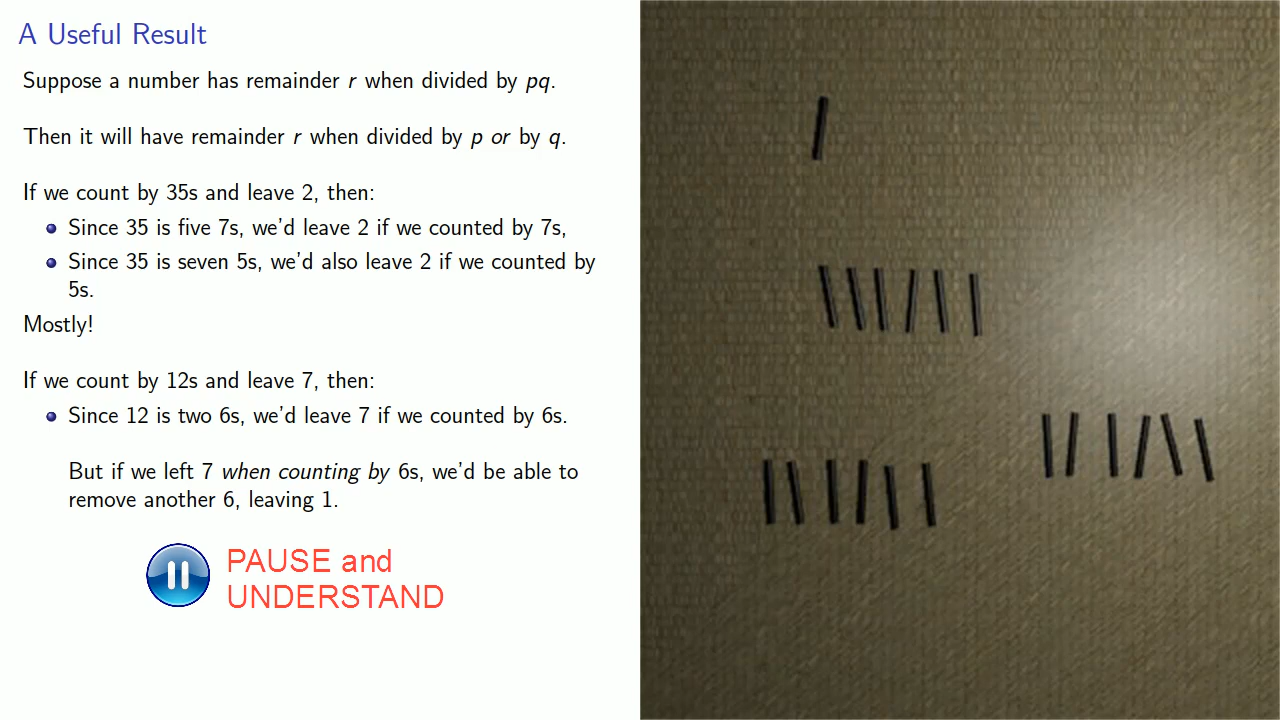 A Useful Result
Suppose a number has remainder r when divided by pq.
Then it will have remainder r when divided by p or by q.
If we count by 35s and leave 2, then:
Since 35 is five 7s, we'd leave 2 if we counted by 7s,
Since 35 is seven 5s, we'd also leave 2 if we counted by
5s.
Mostly!
If we count by 12s and leave 7, then:
Since 12 is two 6s, we'd leave 7 if we counted by 6s.
But if we left 7 when counting by 6s, we'd be able to
remove another 6, leaving 1.
PAUSE and
UNDERSTAND